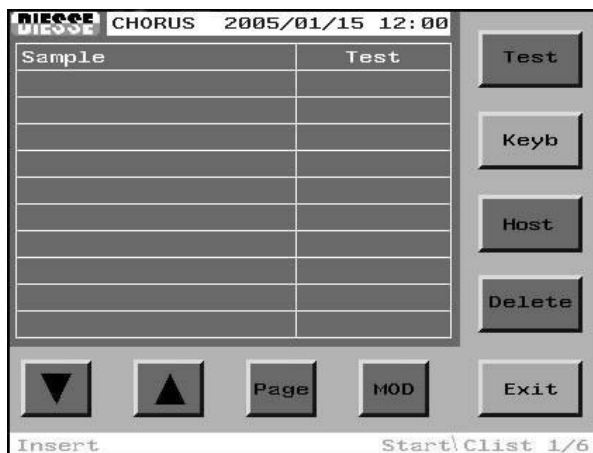 DIESSE CHORUS 2005/01/15 12:00
Sample Test
Test
Keyb
Host
Delete
Page MOD Exit
Insert Start\Clist 1/6